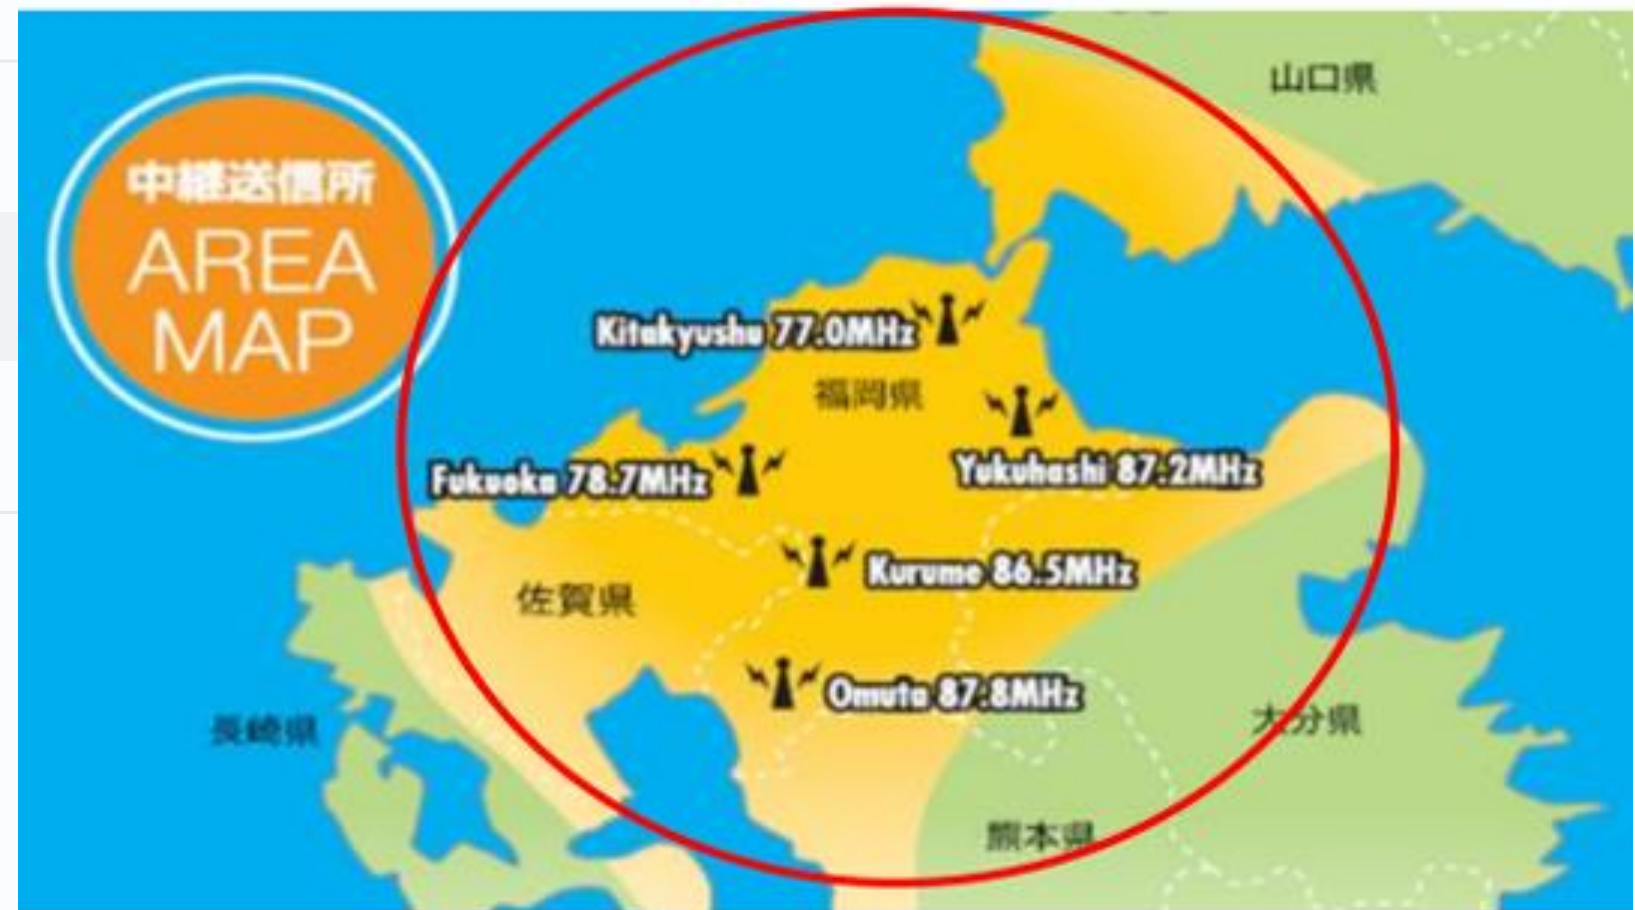 中継送信所
AREA
MAP
山口県
Kitakyushu 77.0MHz
福岡県
Fukuoka 78.7MHz
Yukuhashi 87.2MHz
Kurume 86.5MHz
佐賀県
Omuta 87.8MHz
長崎県
大分県
熊本県